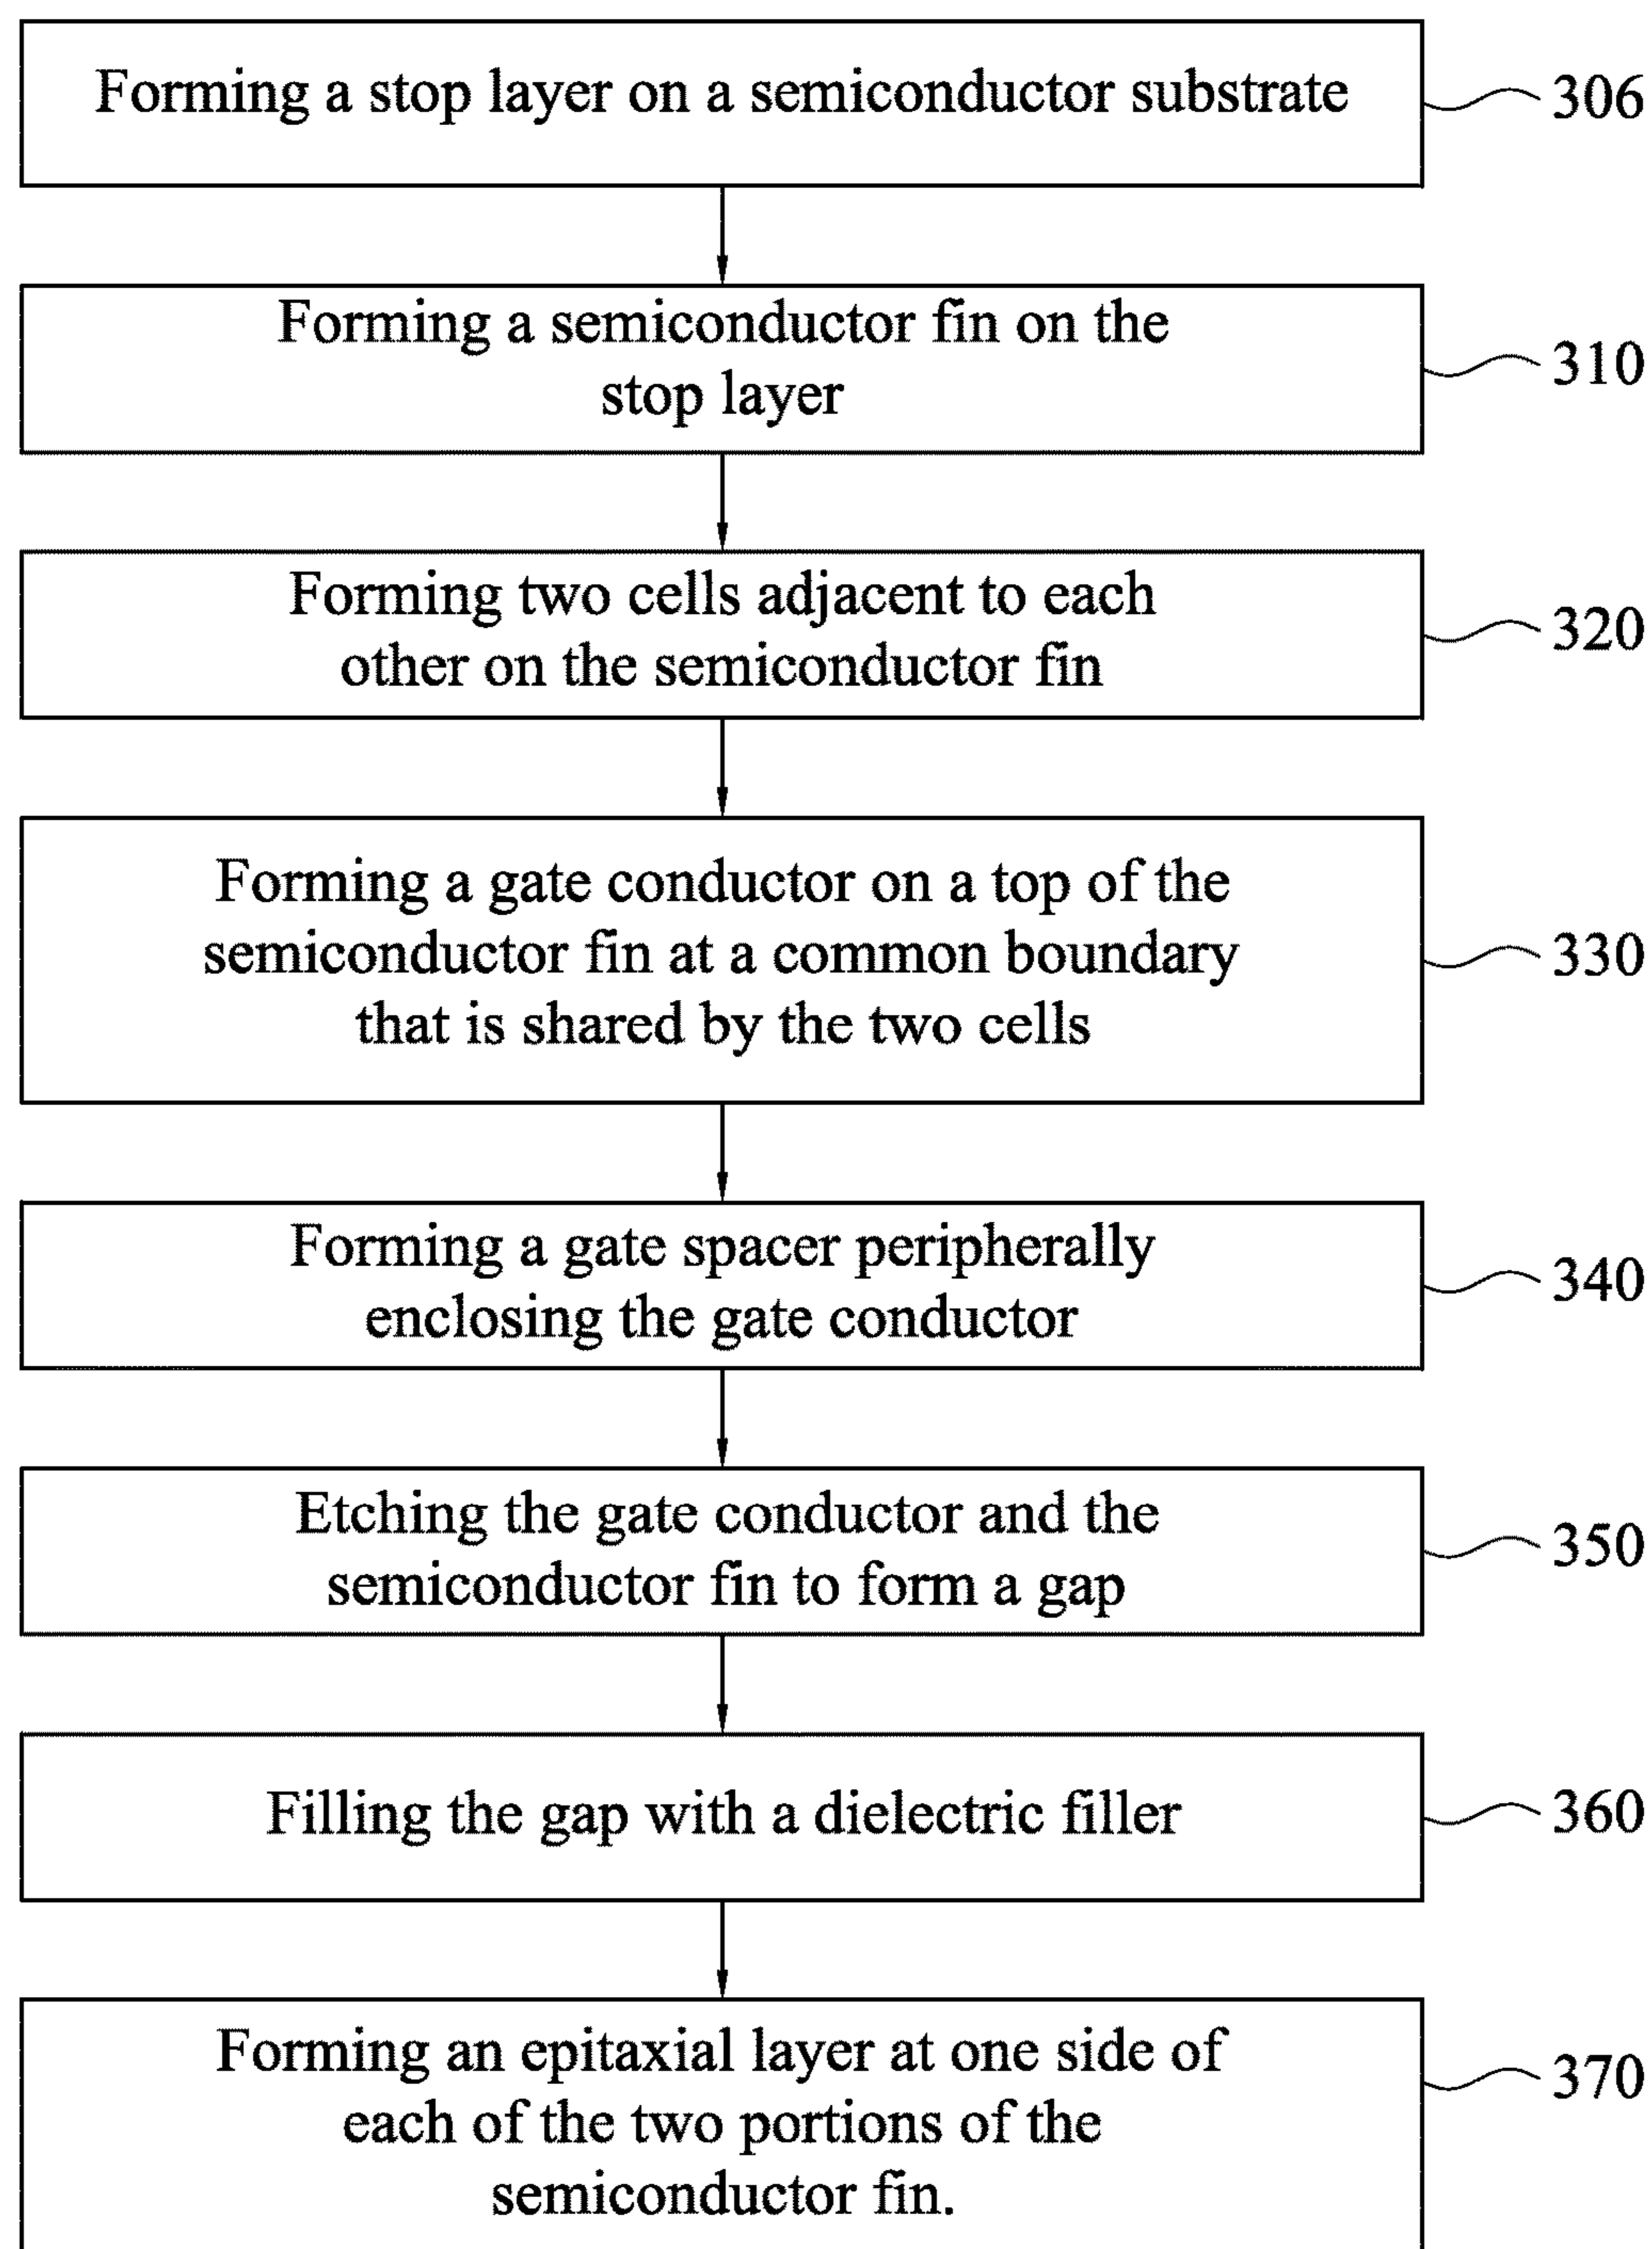 Forming a stop layer on a semiconductor substrate
306
Forming a semiconductor fin on the
stop layer
310
Forming two cells adjacent to each
other on the semiconductor fin
320
Forming a gate conductor on a top of the
semiconductor fin at a common boundary
that is shared by the two cells
330
Forming a gate spacer peripherally
enclosing the gate conductor
340
Etching the gate conductor and the
semiconductor fin to form a gap
350
Filling the gap with a dielectric filler
360
Forming an epitaxial layer at one side of
each of the two portions of the
semiconductor fin.
370